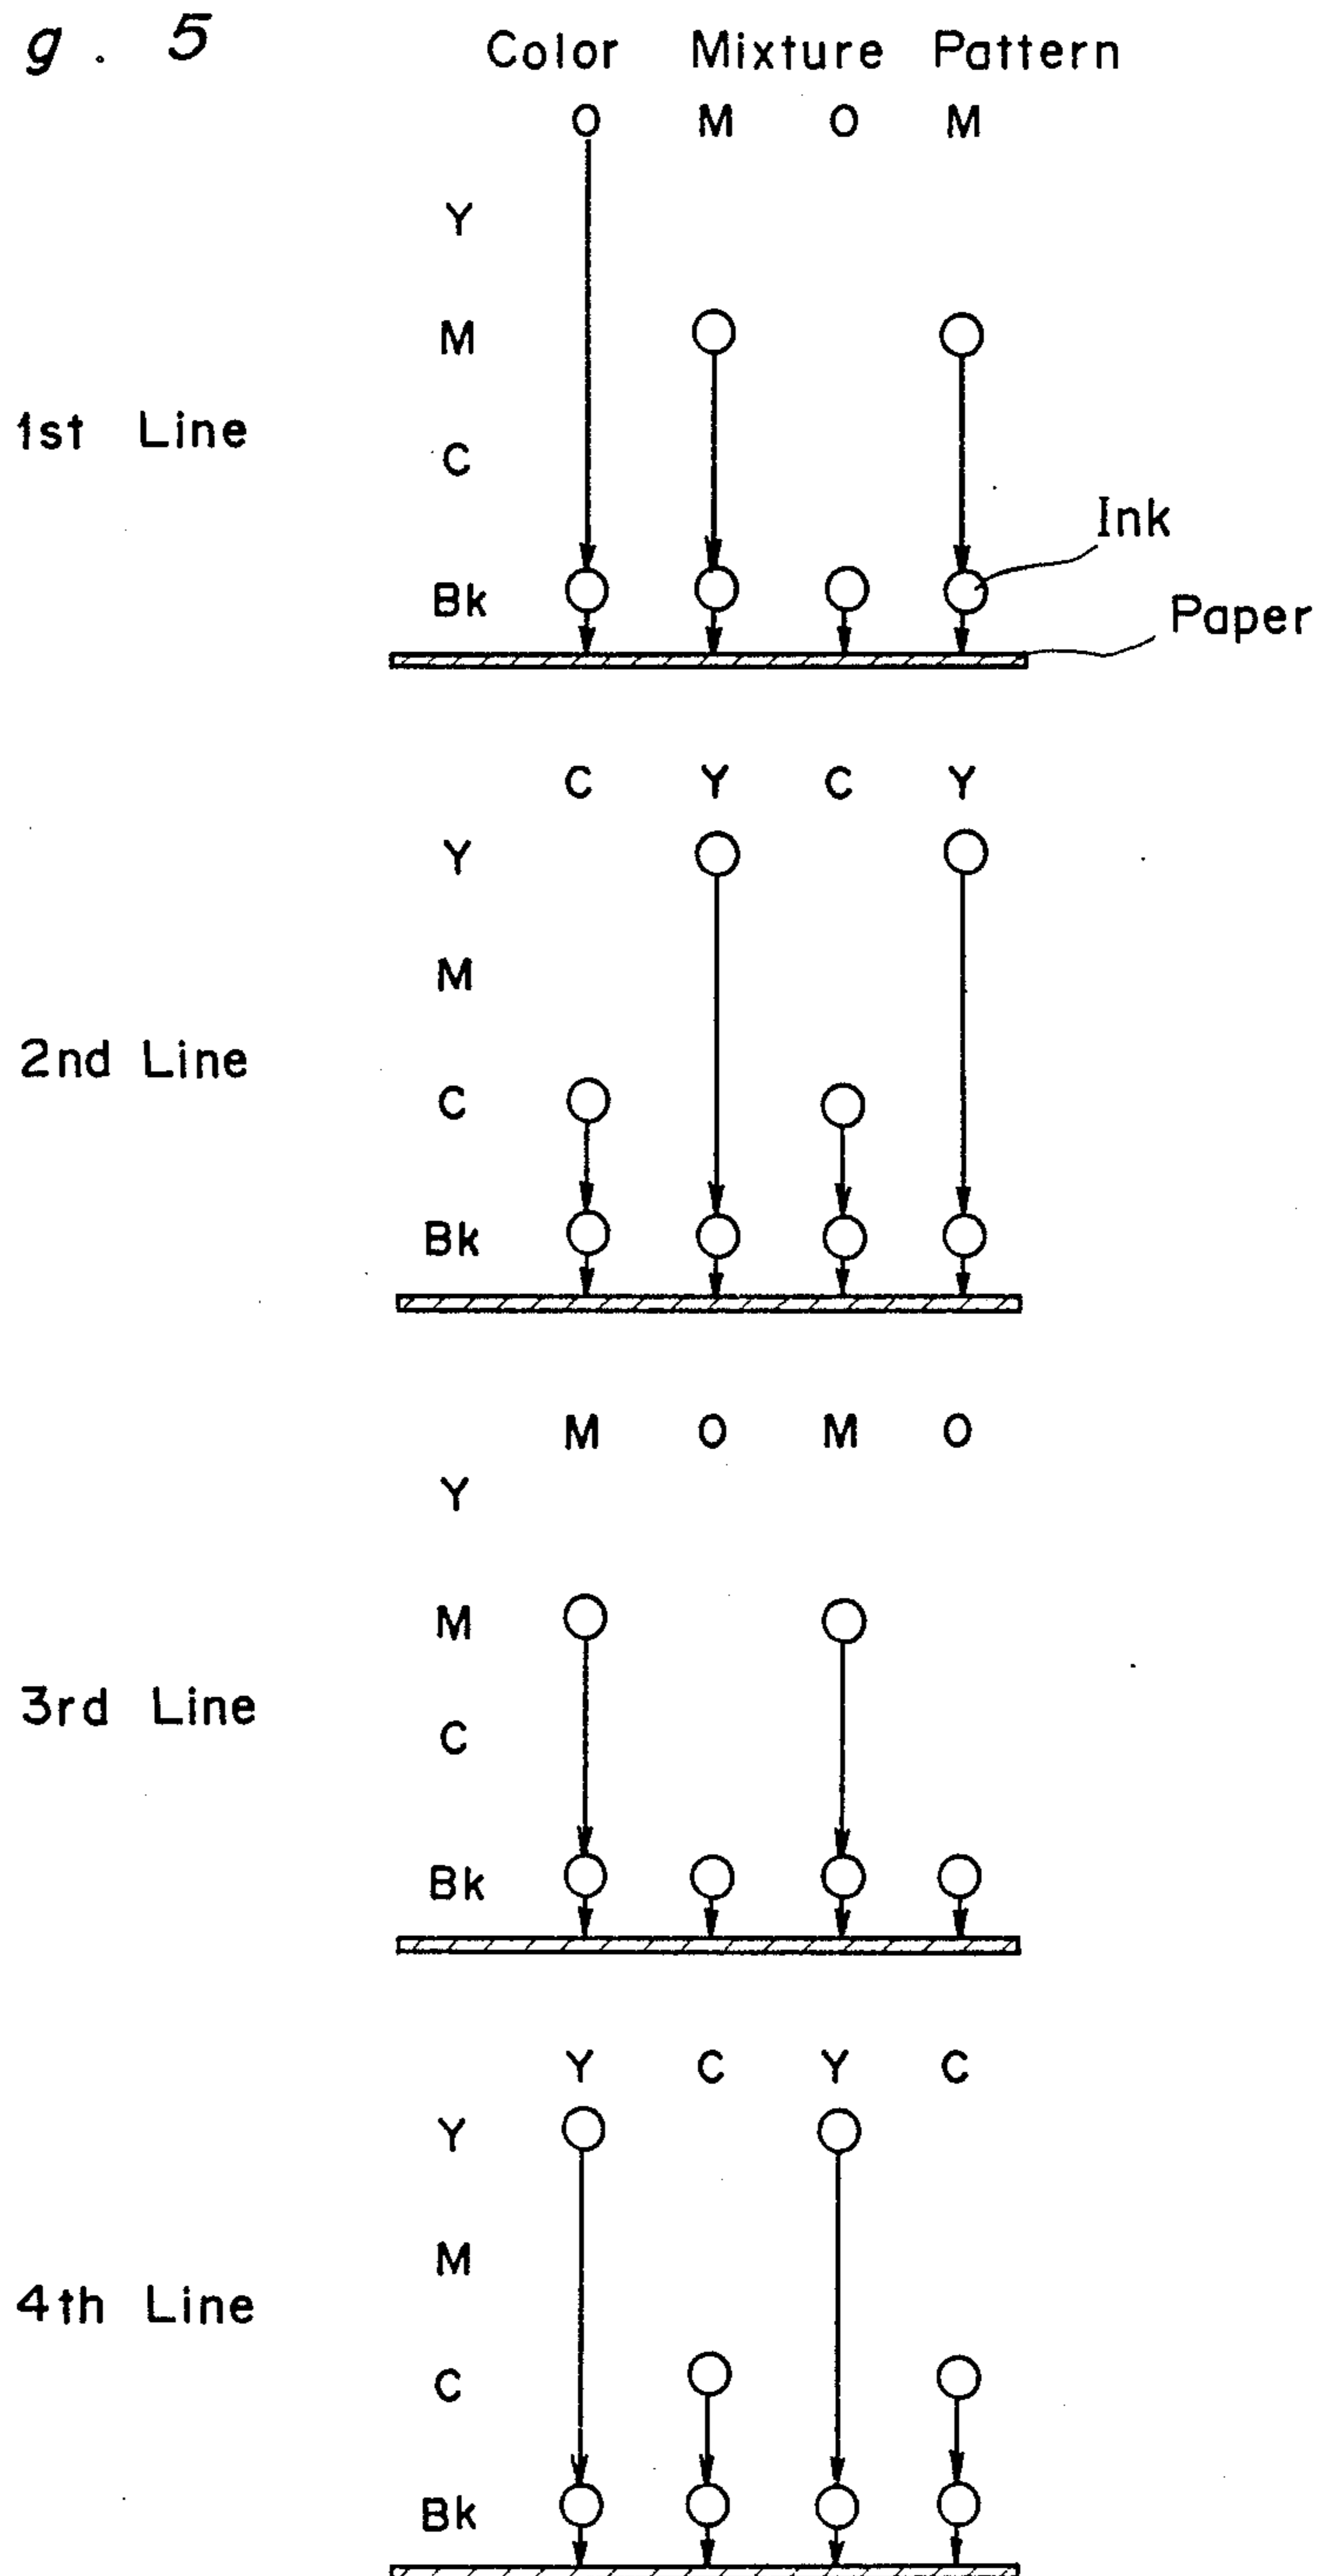 g. 5
Color Mixture Pattern
O M O M
Y
M
1st Line
C
Ink
Bk
Paper
C Y C Y
Y
M
2nd Line
C
Bk
M O M O
Y
M
3rd Line
C
Bk
Y C Y C
Y
M
4th Line
C
Bk